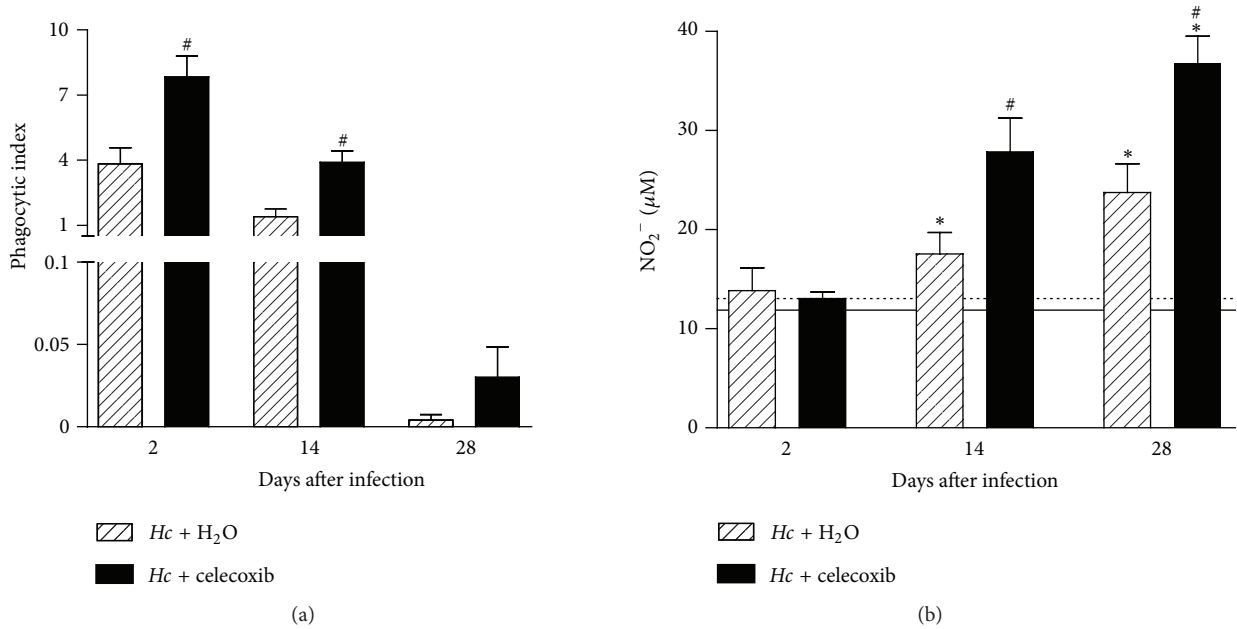 10
7
4
1
0.1
0.05
0
Phagocytic index
#
#
2
14
28
Days after infection
Hc + H₂O
Hc + celecoxib
(a)
40
30
20
10
0
NO₂⁻ (μM)
*
#
*
#
*
2
14
28
Days after infection
Hc + H₂O
Hc + celecoxib
(b)